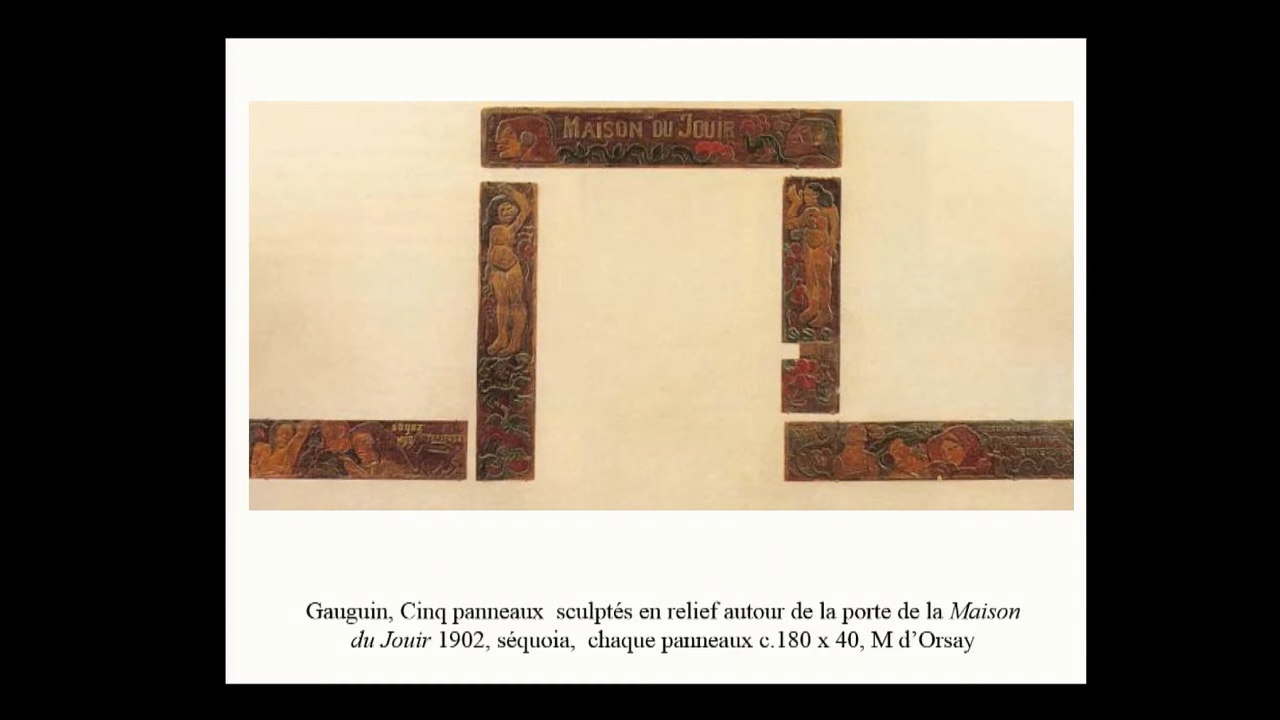 MAISON DU JOUIR
soyez
Gauguin, Cinq panneaux  sculptés en relief autour de la porte de la Maison
du Jouir 1902, séquoia,  chaque panneaux c.180 x 40, M d’Orsay